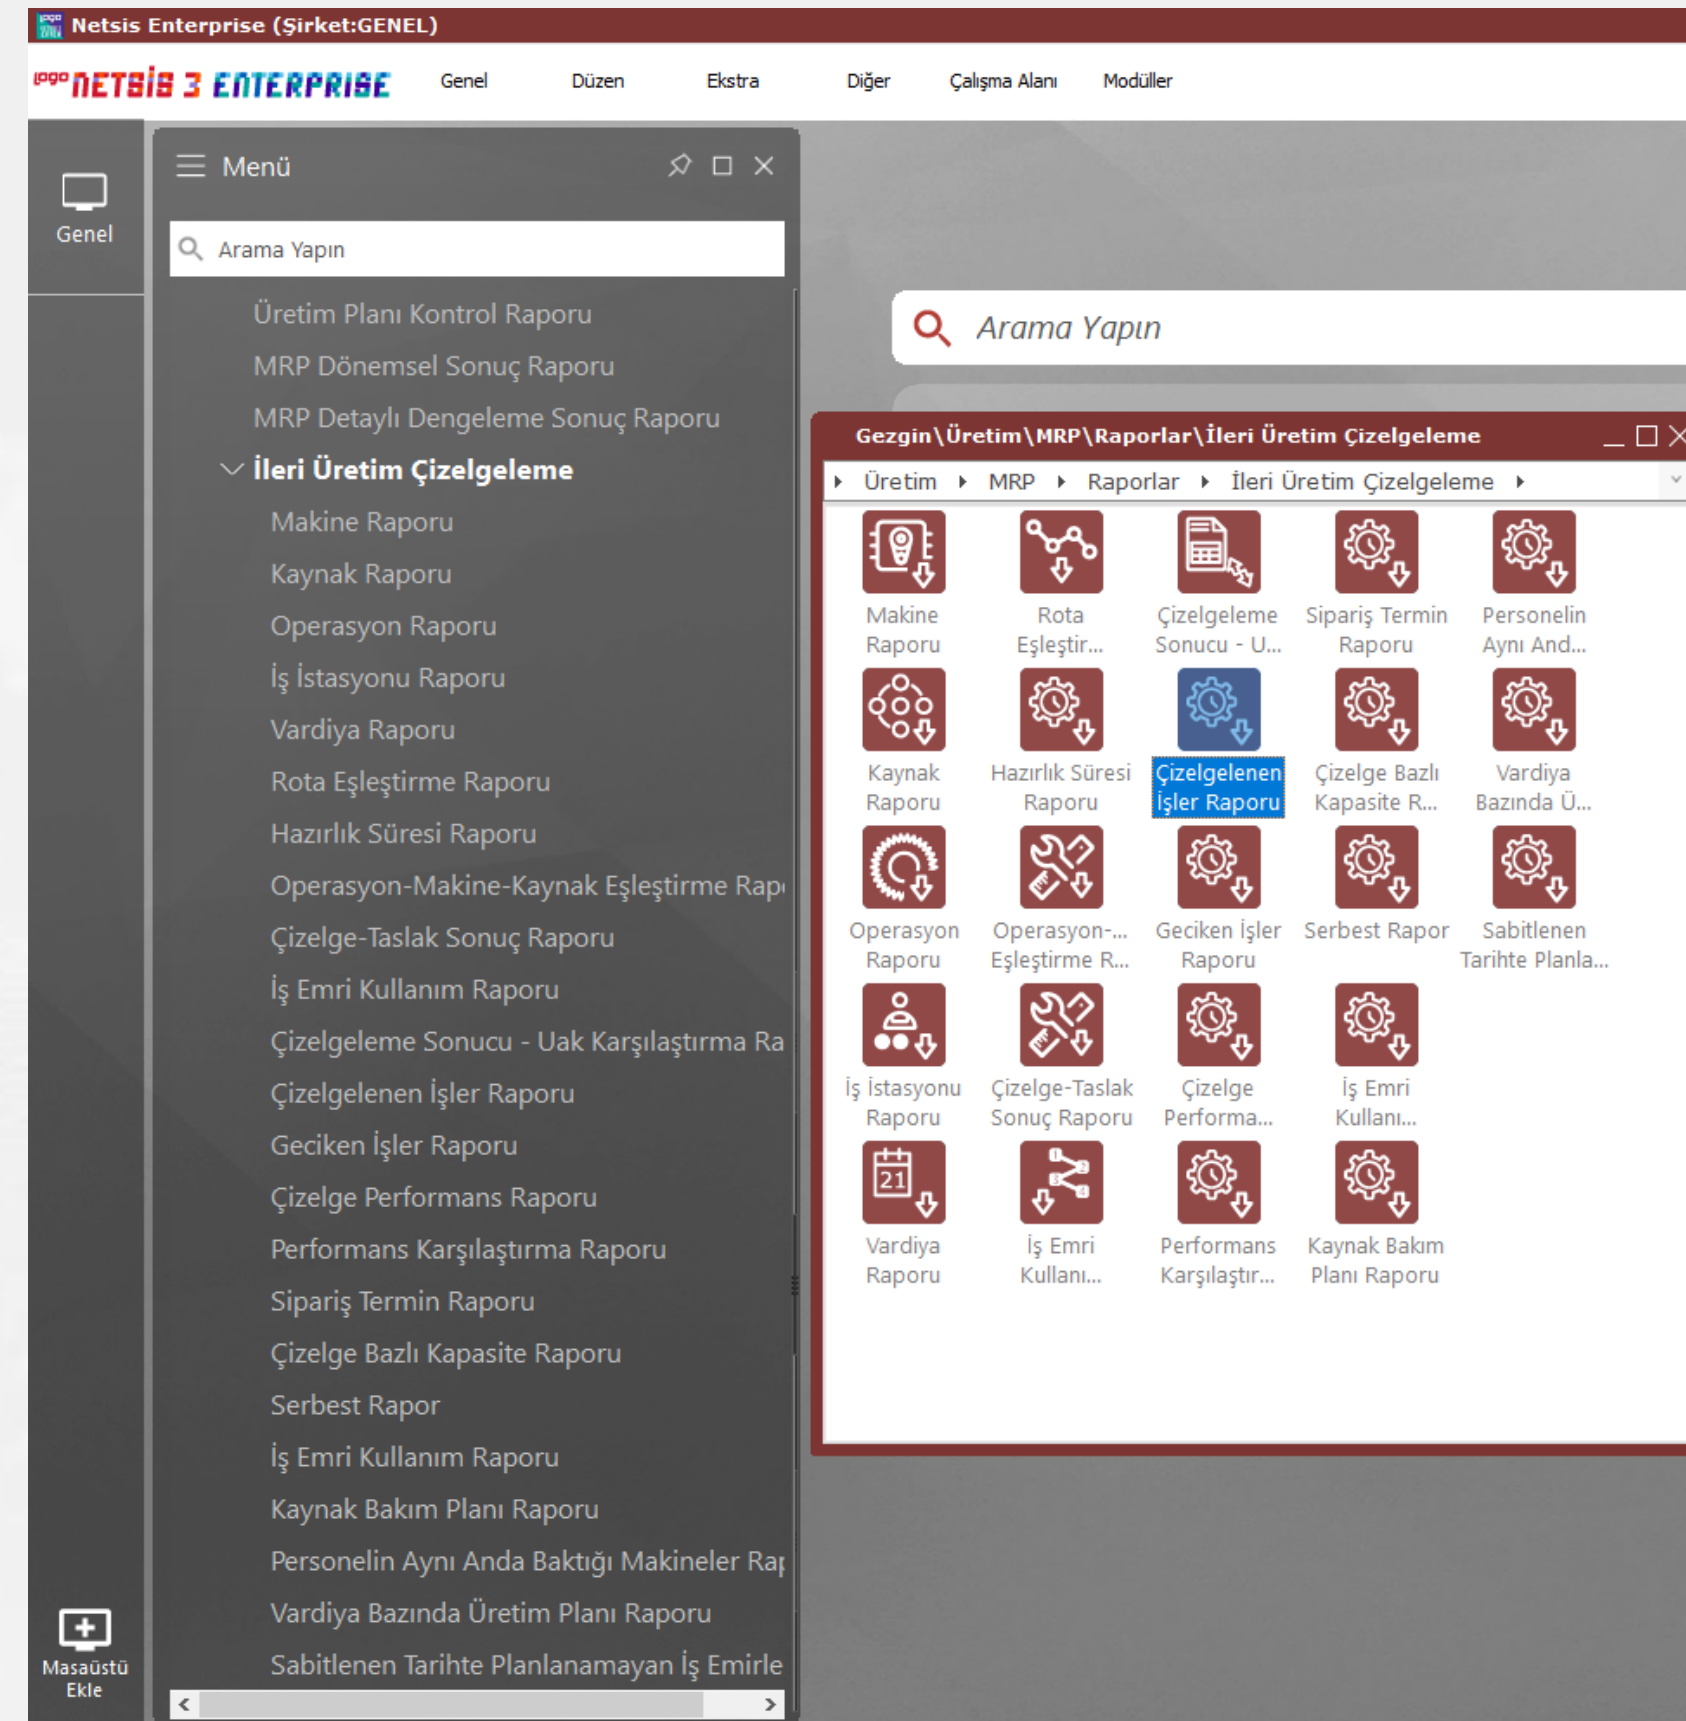 Netsis Enterprise (Şirket:GENEL)
LOGO NETSİS 3 ENTERPRISE
Genel
Düzen
Ekstra
Diğer
Çalışma Alanı
Modüller
Genel
Menü
Arama Yapın
Üretim Planı Kontrol Raporu
MRP Dönemsel Sonuç Raporu
MRP Detaylı Dengeleme Sonuç Raporu
İleri Üretim Çizelgeleme
Makine Raporu
Kaynak Raporu
Operasyon Raporu
İş İstasyonu Raporu
Vardiya Raporu
Rota Eşleştirme Raporu
Hazırlık Süresi Raporu
Operasyon-Makine-Kaynak Eşleştirme Rap
Çizelge-Taslak Sonuç Raporu
İş Emri Kullanım Raporu
Çizelgeleme Sonucu - Uak Karşılaştırma Ra
Çizelgelenen İşler Raporu
Geciken İşler Raporu
Çizelge Performans Raporu
Performans Karşılaştırma Raporu
Sipariş Termin Raporu
Çizelge Bazlı Kapasite Raporu
Serbest Rapor
İş Emri Kullanım Raporu
Kaynak Bakım Planı Raporu
Personelin Aynı Anda Baktığı Makineler Rap
Vardiya Bazında Üretim Planı Raporu
Sabitlenen Tarihte Planlanamayan İş Emirle
Masaüstü
Ekle
Arama Yapın
Gezgin\Üretim\MRP\Raporlar\İleri Üretim Çizelgeleme
Üretim MRP Raporlar İleri Üretim Çizelgeleme
Makine
Raporu
Rota
Eşleştir...
Çizelgeleme
Sonucu - U...
Sipariş Termin
Raporu
Personelin
Aynı And...
Kaynak
Raporu
Hazırlık Süresi
Raporu
Çizelgelenen
İşler Raporu
Çizelge Bazlı
Kapasite R...
Vardiya
Bazında Ü...
Operasyon
Raporu
Operasyon-...
Eşleştirme R...
Geciken İşler
Raporu
Serbest Rapor
Sabitlenen
Tarihte Planla...
İş İstasyonu
Raporu
Çizelge-Taslak
Sonuç Raporu
Çizelge
Performa...
İş Emri
Kullanı...
21
Vardiya
Raporu
İş Emri
Kullanı...
Performans
Karşılaştır...
Kaynak Bakım
Planı Raporu